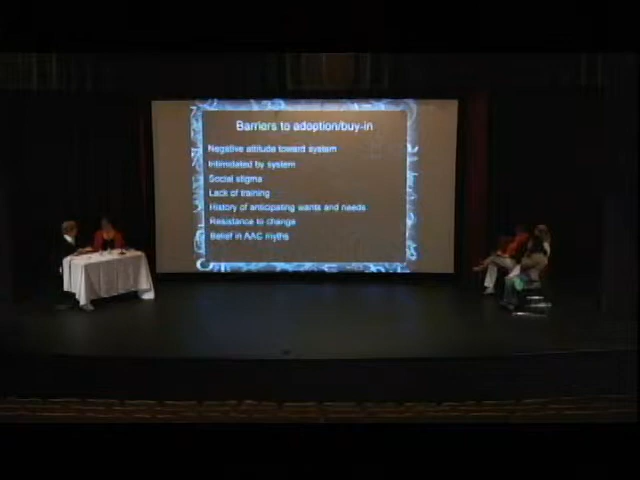 Barriers to adoption/buy-in
Negative attitude toward system
Intimidated by system
Social stigma
Lack of training
History of anticipating wants and needs
Resistance to change
Belief in AAC myths